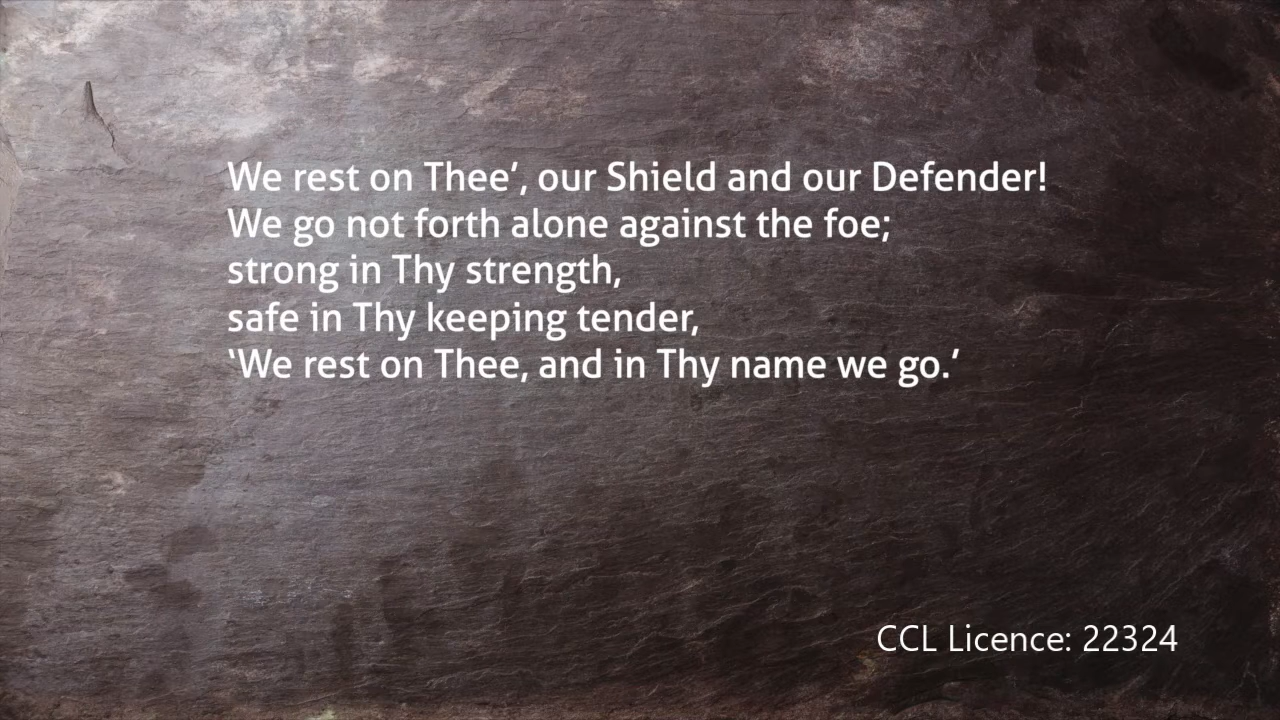 We rest on Thee’, our Shield and our Defender!
We go not forth alone against the foe;
strong in Thy strength,
safe in Thy keeping tender,
‘We rest on Thee, and in Thy name we go.’
CCL Licence: 22324